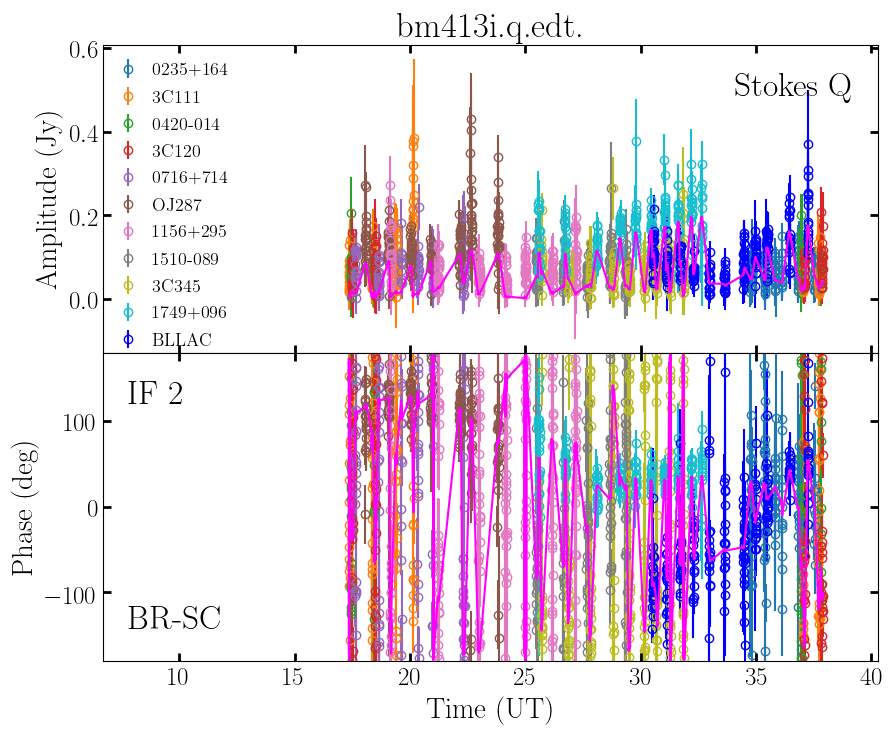 bm413i.q.edt.
Stokes Q
Amplitude (Jy)
0.6
0.4
0.2
0.0
0235+164
3C111
0420-014
3C120
0716+714
OJ287
1156+295
1510-089
3C345
1749+096
BLLAC
IF 2
BR-SC
Phase (deg)
100
0
−100
10 15 20 25 30 35 40
Time (UT)